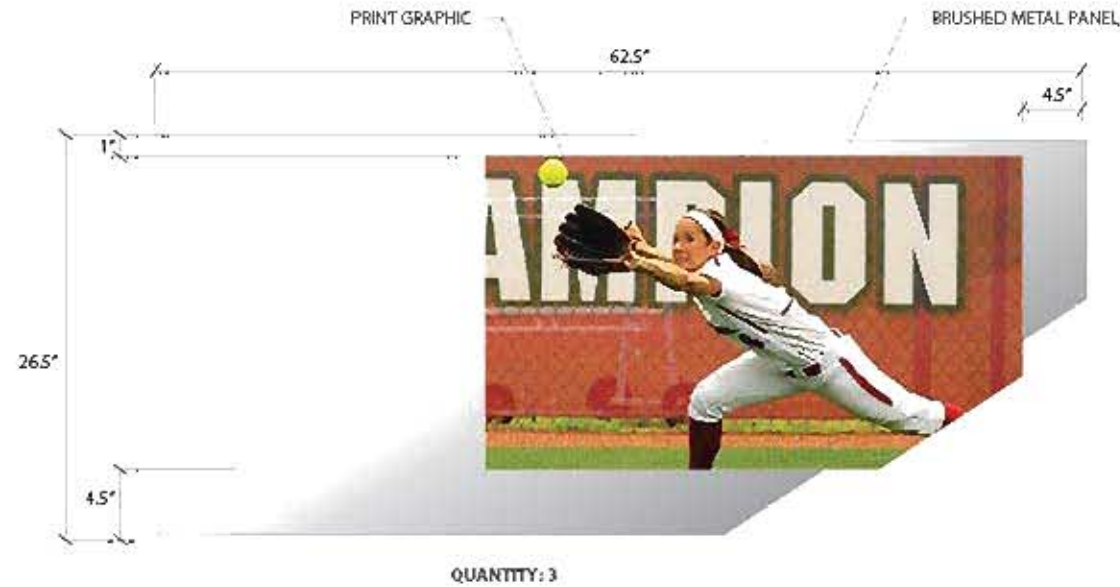 PRINT GRAPHIC
BRUSHED METAL PANEL
62.5"
4.5"
1"
AMPION
26.5"
4.5"
QUANTITY: 3